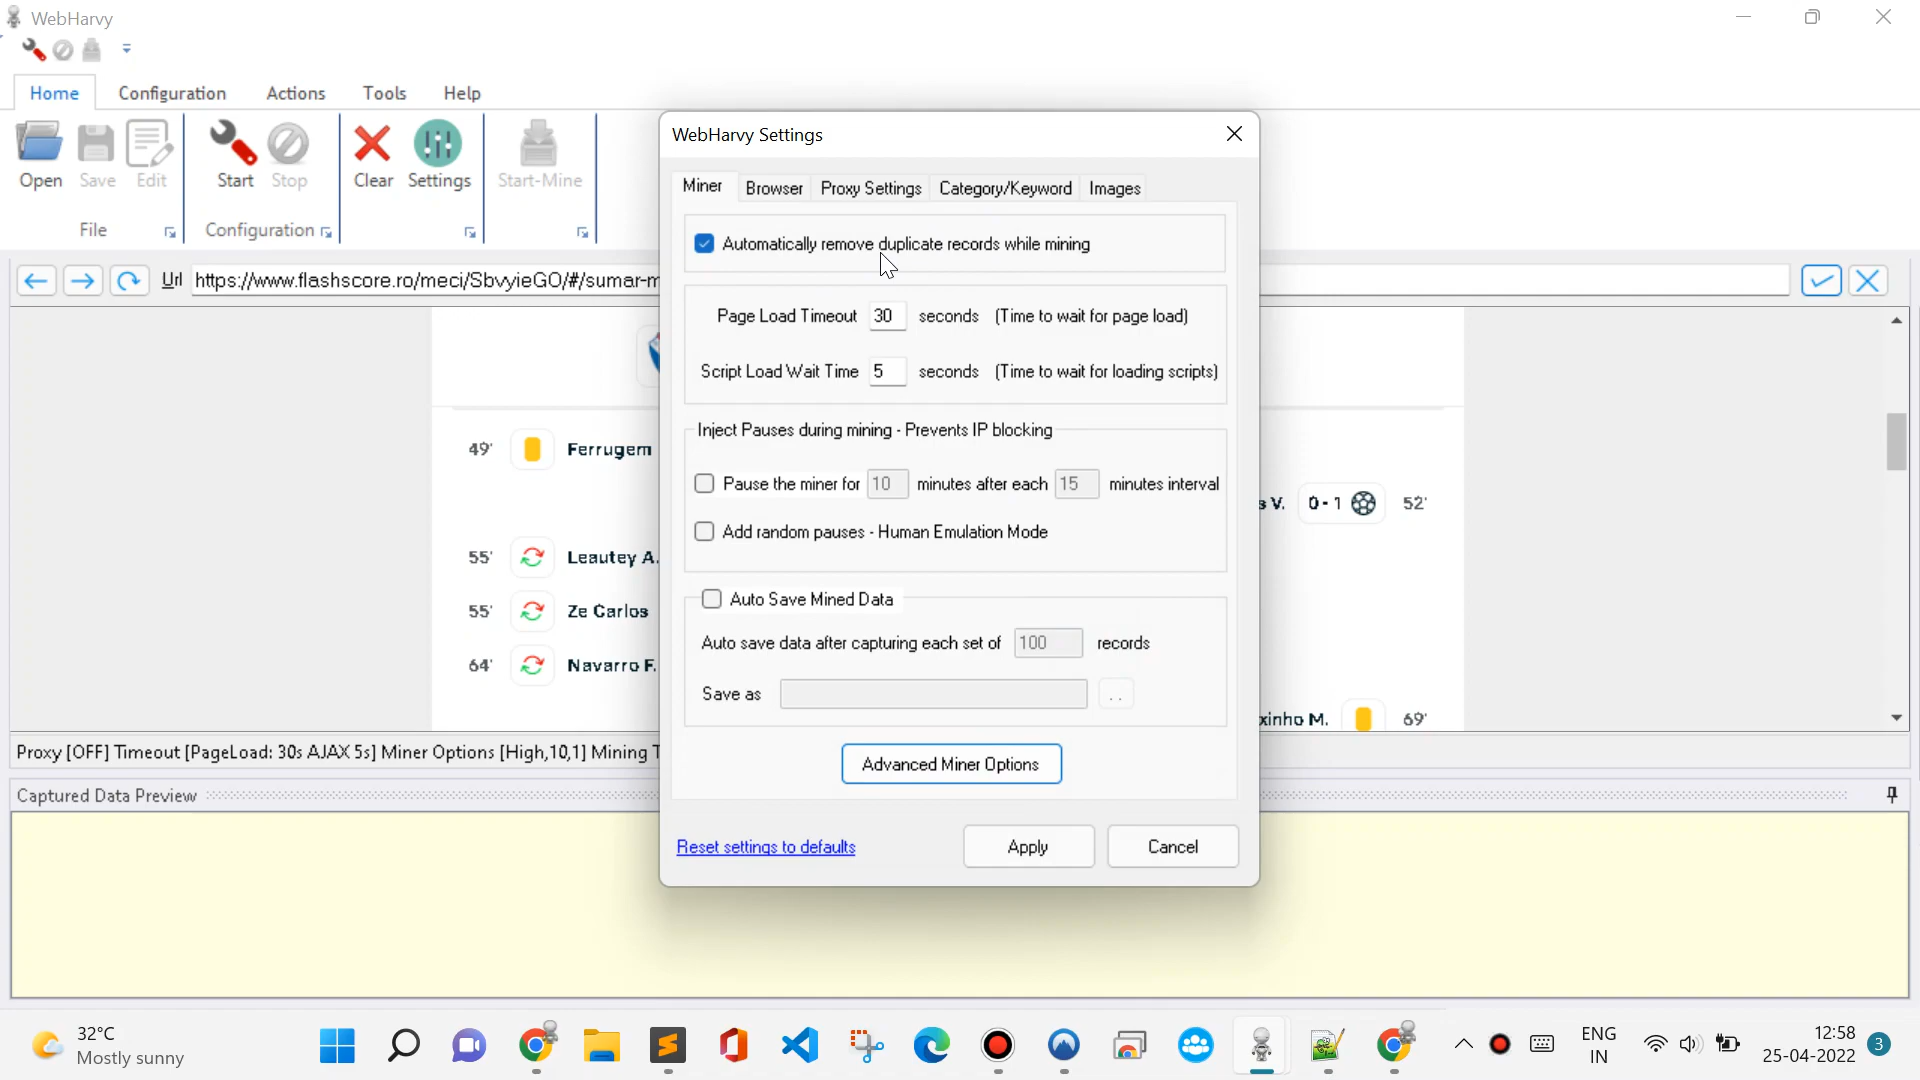 WebHarvy
Home Configuration Actions Tools Help
Open Save Edit Start Stop Clear Settings Start-Mine
File Configuration
Url https://www.flashscore.ro/meci/SbvyieGO/#/sumar-m
WebHarvy Settings
Miner Browser Proxy Settings Category/Keyword Images
Automatically remove duplicate records while mining
Page Load Timeout 30 seconds (Time to wait for page load)
Script Load Wait Time 5 seconds (Time to wait for loading scripts)
Inject Pauses during mining - Prevents IP blocking
Pause the miner for 10 minutes after each 15 minutes interval
Add random pauses - Human Emulation Mode
Auto Save Mined Data
Auto save data after capturing each set of 100 records
Save as ..
Advanced Miner Options
Reset settings to defaults Apply Cancel
49' Ferrugem
s V. 0 - 1 52'
55' Leautey A.
55' Ze Carlos
64' Navarro F.
xinho M. 69'
Proxy [OFF] Timeout [PageLoad: 30s AJAX 5s] Miner Options [High,10,1] Mining T
Captured Data Preview
32°C
Mostly sunny
ENG
IN
12:58
25-04-2022
3